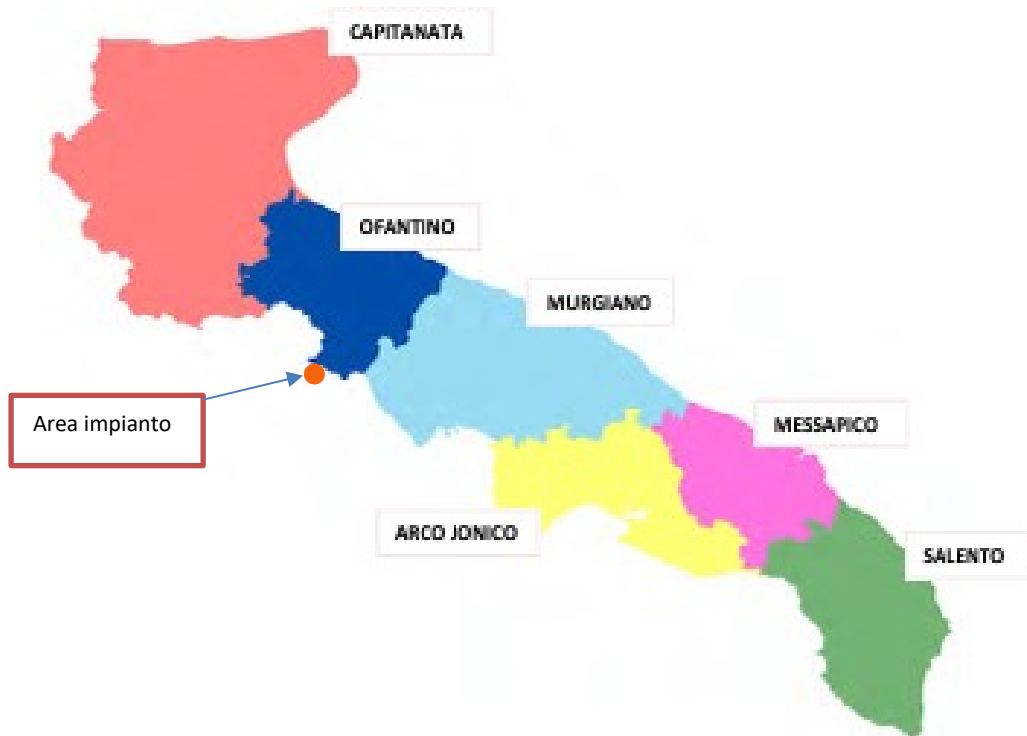 CAPITANATA
OFANTINO
MURGIANO
Area impianto
MESSAPICO
ARCO JONICO
SALENTO